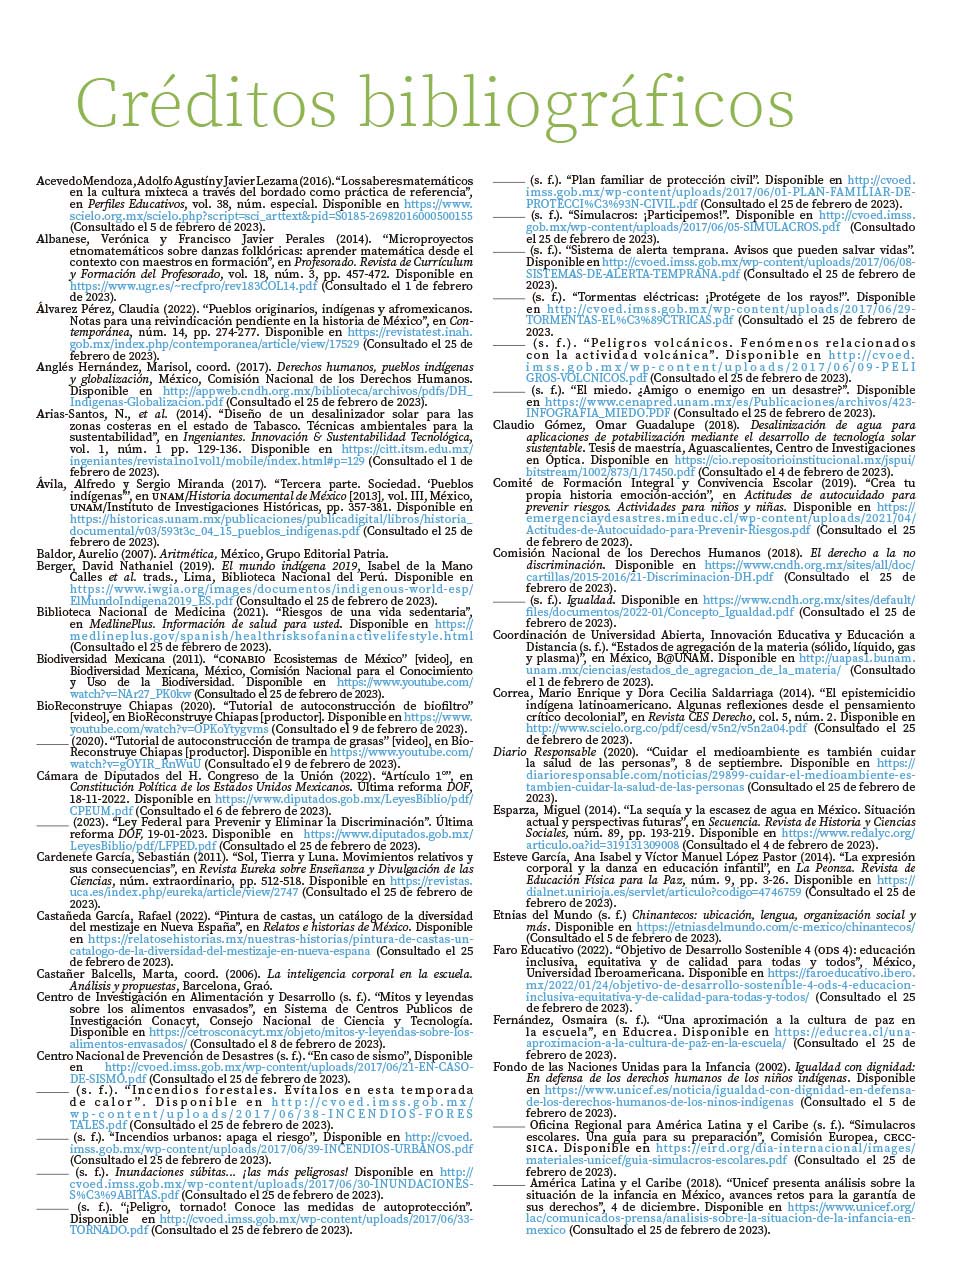 Créditos bibliográficos
Acevedo Mendoza, Adolfo Agustín y Javier Lezama (2016). “Los saberes matemáticos
en la cultura mixteca a través del bordado como práctica de referencia”,
en Perfiles Educativos, vol. 38, núm. especial. Disponible en https://www.
scielo.org.mx/scielo.php?script=sci_arttext&pid=S0185-26982016000500155
(Consultado el 5 de febrero de 2023).
Albanese, Verónica y Francisco Javier Perales (2014). “Microproyectos
etnomatemáticos sobre danzas folklóricas: aprender matemática desde el
contexto con maestros en formación”, en Profesorado. Revista de Currículum
y Formación del Profesorado, vol. 18, núm. 3, pp. 457-472. Disponible en
https://www.ugr.es/~recfpro/rev183COL14.pdf (Consultado el 1 de febrero
de 2023).
Álvarez Pérez, Claudia (2022). “Pueblos originarios, indígenas y afromexicanos.
Notas para una reivindicación pendiente en la historia de México”, en Con-
temporánea, núm. 14, pp. 274-277. Disponible en https://revistatest.inah.
gob.mx/index.php/contemporanea/article/view/17529 (Consultado el 25 de
febrero de 2023).
Anglés Hernández, Marisol, coord. (2017). Derechos humanos, pueblos indígenas
y globalización, México, Comisión Nacional de los Derechos Humanos.
Disponible en http://appweb.cndh.org.mx/biblioteca/archivos/pdfs/DH_
Indigenas-Globalizacion.pdf (Consultado el 25 de febrero de 2023).
Arias-Santos, N., et al. (2014). “Diseño de un desalinizador solar para las
zonas costeras en el estado de Tabasco. Técnicas ambientales para la
sustentabilidad”, en Ingeniantes. Innovación & Sustentabilidad Tecnológica,
vol. 1, núm. 1 pp. 129-136. Disponible en https://citt.itsm.edu.mx/
ingeniantes/revista1no1vol1/mobile/index.html#p=129 (Consultado el 1 de
febrero de 2023).
Ávila, Alfredo y Sergio Miranda (2017). “Tercera parte. Sociedad. ‘Pueblos
indígenas’”, en UNAM/Historia documental de México [2013], vol. III, México,
UNAM/Instituto de Investigaciones Históricas, pp. 357-381. Disponible en
https://historicas.unam.mx/publicaciones/publicadigital/libros/historia_
documental/v03/593t3c_04_15_pueblos_indigenas.pdf (Consultado el 25 de
febrero de 2023).
Baldor, Aurelio (2007). Aritmética, México, Grupo Editorial Patria.
Berger, David Nathaniel (2019). El mundo indígena 2019, Isabel de la Mano
Calles et al. trads., Lima, Biblioteca Nacional del Perú. Disponible en
https://www.iwgia.org/images/documentos/indigenous-world-esp/
ElMundoIndigena2019_ES.pdf (Consultado el 25 de febrero de 2023).
Biblioteca Nacional de Medicina (2021). “Riesgos de una vida sedentaria”,
en MedlinePlus. Información de salud para usted. Disponible en https://
medlineplus.gov/spanish/healthrisksofaninactivelifestyle.html
(Consultado el 25 de febrero de 2023).
Biodiversidad Mexicana (2011). “CONABIO Ecosistemas de México” [video], en
Biodiversidad Mexicana, México, Comisión Nacional para el Conocimiento
y Uso de la Biodiversidad. Disponible en https://www.youtube.com/
watch?v=NAr27_PK0kw (Consultado el 25 de febrero de 2023).
BioReconstruye Chiapas (2020). “Tutorial de autoconstrucción de biofiltro”
[video], en BioReconstruye Chiapas [productor]. Disponible en https://www.
youtube.com/watch?v=OPKoYtygvms (Consultado el 9 de febrero de 2023).
_____ (2020). “Tutorial de autoconstrucción de trampa de grasas” [video], en Bio-
Reconstruye Chiapas [productor]. Disponible en https://www.youtube.com/
watch?v=gOYIR_RnWuU (Consultado el 9 de febrero de 2023).
Cámara de Diputados del H. Congreso de la Unión (2022). “Artículo 1º”, en
Constitución Política de los Estados Unidos Mexicanos. Última reforma DOF,
18-11-2022. Disponible en https://www.diputados.gob.mx/LeyesBiblio/pdf/
CPEUM.pdf (Consultado el 6 de febrero de 2023).
_____ (2023). “Ley Federal para Prevenir y Eliminar la Discriminación”. Última
reforma DOF, 19-01-2023. Disponible en https://www.diputados.gob.mx/
LeyesBiblio/pdf/LFPED.pdf (Consultado el 25 de febrero de 2023).
Cardenete García, Sebastián (2011). “Sol, Tierra y Luna. Movimientos relativos y
sus consecuencias”, en Revista Eureka sobre Enseñanza y Divulgación de las
Ciencias, núm. extraordinario, pp. 512-518. Disponible en https://revistas.
uca.es/index.php/eureka/article/view/2747 (Consultado el 25 de febrero de
2023).
Castañeda García, Rafael (2022). “Pintura de castas, un catálogo de la diversidad
del mestizaje en Nueva España”, en Relatos e historias de México. Disponible
en https://relatosehistorias.mx/nuestras-historias/pintura-de-castas-un-
catalogo-de-la-diversidad-del-mestizaje-en-nueva-espana (Consultado el 25
de febrero de 2023).
Castañer Balcells, Marta, coord. (2006). La inteligencia corporal en la escuela.
Análisis y propuestas, Barcelona, Graó.
Centro de Investigación en Alimentación y Desarrollo (s. f.). “Mitos y leyendas
sobre los alimentos envasados”, en Sistema de Centros Públicos de
Investigación Conacyt, Consejo Nacional de Ciencia y Tecnología.
Disponible en https://cetrosconacyt.mx/objeto/mitos-y-leyendas-sobre-los-
alimentos-envasados/ (Consultado el 8 de febrero de 2023).
Centro Nacional de Prevención de Desastres (s. f.). “En caso de sismo”, Disponible
en http://cvoed.imss.gob.mx/wp-content/uploads/2017/06/21-EN-CASO-
DE-SISMO.pdf (Consultado el 25 de febrero de 2023).
_____ (s. f.). “Incendios forestales. Evítalos en esta temporada
de calor”. Disponible en http://cvoed.imss.gob.mx/
wp-content/uploads/2017/06/38-INCENDIOS-FORES
TALES.pdf (Consultado el 25 de febrero de 2023).
_____ (s. f.). “Incendios urbanos: apaga el riesgo”, Disponible en http://cvoed.
imss.gob.mx/wp-content/uploads/2017/06/39-INCENDIOS-URBANOS.pdf
(Consultado el 25 de febrero de 2023).
_____ (s. f.). Inundaciones súbitas... ¡las más peligrosas! Disponible en http://
cvoed.imss.gob.mx/wp-content/uploads/2017/06/30-INUNDACIONES-
S%C3%9ABITAS.pdf (Consultado el 25 de febrero de 2023).
_____ (s. f.). “¡Peligro, tornado! Conoce las medidas de autoprotección”.
Disponible en http://cvoed.imss.gob.mx/wp-content/uploads/2017/06/33-
TORNADO.pdf (Consultado el 25 de febrero de 2023).
_____ (s. f.). “Plan familiar de protección civil”. Disponible en http://cvoed.
imss.gob.mx/wp-content/uploads/2017/06/01-PLAN-FAMILIAR-DE-
PROTECCI%C3%93N-CIVIL.pdf (Consultado el 25 de febrero de 2023).
_____ (s. f.). “Simulacros: ¡Participemos!”. Disponible en http://cvoed.imss.
gob.mx/wp-content/uploads/2017/06/05-SIMULACROS.pdf (Consultado
el 25 de febrero de 2023).
_____ (s. f.). “Sistema de alerta temprana. Avisos que pueden salvar vidas”.
Disponible en http://cvoed.imss.gob.mx/wp-content/uploads/2017/06/08-
SISTEMAS-DE-ALERTA-TEMPRANA.pdf (Consultado el 25 de febrero de
2023).
_____ (s. f.). “Tormentas eléctricas: ¡Protégete de los rayos!”. Disponible
en http://cvoed.imss.gob.mx/wp-content/uploads/2017/06/29-
TORMENTAS-EL%C3%89CTRICAS.pdf (Consultado el 25 de febrero de
2023.
_____ (s. f.). “Peligros volcánicos. Fenómenos relacionados
con la actividad volcánica”. Disponible en http://cvoed.
imss.gob.mx/wp-content/uploads/2017/06/09-PELI
GROS-VOLCNICOS.pdf (Consultado el 25 de febrero de 2023).
_____ (s. f.). “El miedo. ¿Amigo o enemigo en un desastre?”. Disponible
en https://www.cenapred.unam.mx/es/Publicaciones/archivos/423-
INFOGRAFIA_MIEDO.PDF (Consultado el 25 de febrero de 2023).
Claudio Gómez, Omar Guadalupe (2018). Desalinización de agua para
aplicaciones de potabilización mediante el desarrollo de tecnología solar
sustentable. Tesis de maestría, Aguascalientes, Centro de Investigaciones
en Óptica. Disponible en https://cio.repositorioinstitucional.mx/jspui/
bitstream/1002/873/1/17450.pdf (Consultado el 4 de febrero de 2023).
Comité de Formación Integral y Convivencia Escolar (2019). “Crea tu
propia historia emoción-acción”, en Actitudes de autocuidado para
prevenir riesgos. Actividades para niños y niñas. Disponible en https://
emergenciaydesastres.mineduc.cl/wp-content/uploads/2021/04/
Actitudes-de-Autocuidado-para-Prevenir-Riesgos.pdf (Consultado el 25
de febrero de 2023).
Comisión Nacional de los Derechos Humanos (2018). El derecho a la no
discriminación. Disponible en https://www.cndh.org.mx/sites/all/doc/
cartillas/2015-2016/21-Discriminacion-DH.pdf (Consultado el 25 de
febrero de 2023).
_____ (s. f.). Igualdad. Disponible en https://www.cndh.org.mx/sites/default/
files/documentos/2022-01/Concepto_Igualdad.pdf (Consultado el 25 de
febrero de 2023).
Coordinación de Universidad Abierta, Innovación Educativa y Educación a
Distancia (s. f.). “Estados de agregación de la materia (sólido, líquido, gas
y plasma)”, en México, B@UNAM. Disponible en http://uapas1.bunam.
unam.mx/ciencias/estados_de_agregacion_de_la_materia/ (Consultado
el 1 de febrero de 2023).
Correa, Mario Enrique y Dora Cecilia Saldarriaga (2014). “El epistemicidio
indígena latinoamericano. Algunas reflexiones desde el pensamiento
crítico decolonial”, en Revista CES Derecho, col. 5, núm. 2. Disponible en
http://www.scielo.org.co/pdf/cesd/v5n2/v5n2a04.pdf (Consultado el 25
de febrero de 2023).
Diario Responsable (2020). “Cuidar el medioambiente es también cuidar
la salud de las personas”, 8 de septiembre. Disponible en https://
diarioresponsable.com/noticias/29899-cuidar-el-medioambiente-es-
tambien-cuidar-la-salud-de-las-personas (Consultado el 25 de febrero de
2023).
Esparza, Miguel (2014). “La sequía y la escasez de agua en México. Situación
actual y perspectivas futuras”, en Secuencia. Revista de Historia y Ciencias
Sociales, núm. 89, pp. 193-219. Disponible en https://www.redalyc.org/
articulo.oa?id=319131309008 (Consultado el 4 de febrero de 2023).
Esteve García, Ana Isabel y Víctor Manuel López Pastor (2014). “La expresión
corporal y la danza en educación infantil”, en La Peonza. Revista de
Educación Física para la Paz, núm. 9, pp. 3-26. Disponible en https://
dialnet.unirioja.es/servlet/articulo?codigo=4746759 (Consultado el 25 de
febrero de 2023).
Etnias del Mundo (s. f.) Chinantecos: ubicación, lengua, organización social y
más. Disponible en https://etniasdelmundo.com/c-mexico/chinantecos/
(Consultado el 5 de febrero de 2023).
Faro Educativo (2022). “Objetivo de Desarrollo Sostenible 4 (ODS 4): educación
inclusiva, equitativa y de calidad para todas y todos”, México,
Universidad Iberoamericana. Disponible en https://faroeducativo.ibero.
mx/2022/01/24/objetivo-de-desarrollo-sostenible-4-ods-4-educacion-
inclusiva-equitativa-y-de-calidad-para-todas-y-todos/ (Consultado el 25
de febrero de 2023).
Fernández, Osmaira (s. f.). “Una aproximación a la cultura de paz en
la escuela”, en Educrea. Disponible en https://educrea.cl/una-
aproximacion-a-la-cultura-de-paz-en-la-escuela/ (Consultado el 25 de
febrero de 2023).
Fondo de las Naciones Unidas para la Infancia (2002). Igualdad con dignidad:
En defensa de los derechos humanos de los niños indígenas. Disponible
en https://www.unicef.es/noticia/igualdad-con-dignidad-en-defensa-
de-los-derechos-humanos-de-los-ninos-indigenas (Consultado el 5 de
febrero de 2023).
_____ Oficina Regional para América Latina y el Caribe (s. f.). “Simulacros
escolares. Una guía para su preparación”, Comisión Europea, CECC-
SICA. Disponible en https://eird.org/dia-internacional/images/
materiales-unicef/guia-simulacros-escolares.pdf (Consultado el 25 de
febrero de 2023).
_____ América Latina y el Caribe (2018). “Unicef presenta análisis sobre la
situación de la infancia en México, avances retos para la garantía de
sus derechos”, 4 de diciembre. Disponible en https://www.unicef.org/
lac/comunicados-prensa/analisis-sobre-la-situacion-de-la-infancia-en-
mexico (Consultado el 25 de febrero de 2023).